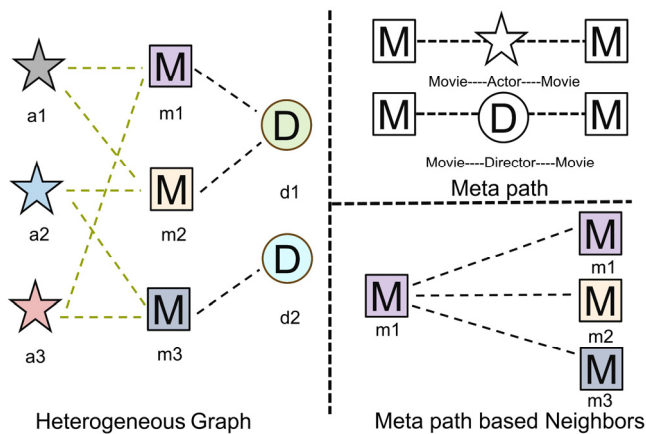 M
a1
m1
D
M
a2
m2
d1
D
M
a3
m3
d2
Heterogeneous Graph
M M
Movie----Actor----Movie
M D M
Movie----Director----Movie
Meta path
M
m1
M
m1
M
m2
M
m3
Meta path based Neighbors